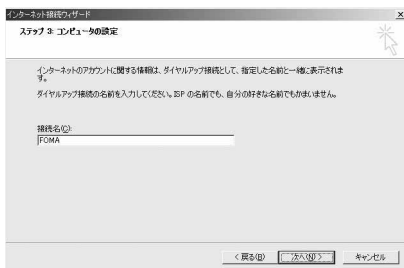 インターネット接続ウィザード
ステップ 3: コンピュータの設定
インターネットのアカウントに関する情報は、ダイヤルアップ接続として、指定した名前と一緒に表示されま
す。
ダイヤルアップ接続の名前を入力してください。ISP の名前でも、自分の好きな名前でもかまいません。
接続名(C):
FOMA
< 戻る(B)
次へ(N) >
キャンセル